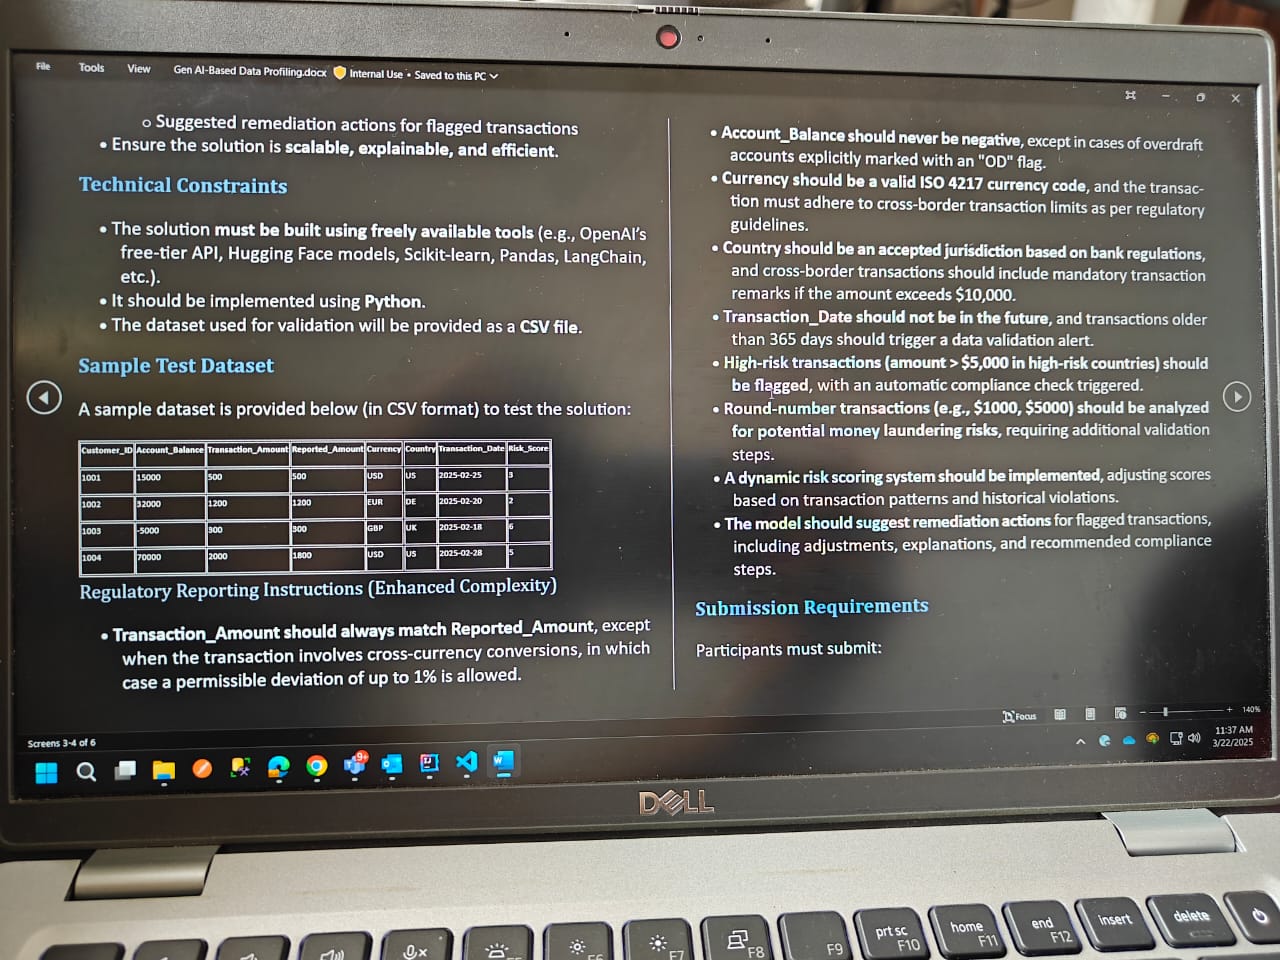 File Tools View Gen AI-Based Data Profiling.docx Internal Use • Saved to this PC
o Suggested remediation actions for flagged transactions
• Ensure the solution is scalable, explainable, and efficient.
Technical Constraints
• The solution must be built using freely available tools (e.g., OpenAI's
free-tier API, Hugging Face models, Scikit-learn, Pandas, LangChain,
etc.).
• It should be implemented using Python.
• The dataset used for validation will be provided as a CSV file.
Sample Test Dataset
A sample dataset is provided below (in CSV format) to test the solution:
Customer_ID Account_Balance Transaction_Amount Reported_Amount Currency Country Transaction_Date Risk_Score
1001 15000 500 500 USD US 2025-02-25 3
1002 32000 1200 1200 EUR DE 2025-02-20 2
1003 -5000 300 300 GBP UK 2025-02-18 6
1004 70000 2000 1800 USD US 2025-02-28 5
Regulatory Reporting Instructions (Enhanced Complexity)
• Transaction_Amount should always match Reported_Amount, except
when the transaction involves cross-currency conversions, in which
case a permissible deviation of up to 1% is allowed.
• Account_Balance should never be negative, except in cases of overdraft
accounts explicitly marked with an "OD" flag.
• Currency should be a valid ISO 4217 currency code, and the transac-
tion must adhere to cross-border transaction limits as per regulatory
guidelines.
• Country should be an accepted jurisdiction based on bank regulations,
and cross-border transactions should include mandatory transaction
remarks if the amount exceeds $10,000.
• Transaction_Date should not be in the future, and transactions older
than 365 days should trigger a data validation alert.
• High-risk transactions (amount > $5,000 in high-risk countries) should
be flagged, with an automatic compliance check triggered.
• Round-number transactions (e.g., $1000, $5000) should be analyzed
for potential money laundering risks, requiring additional validation
steps.
• A dynamic risk scoring system should be implemented, adjusting scores
based on transaction patterns and historical violations.
• The model should suggest remediation actions for flagged transactions,
including adjustments, explanations, and recommended compliance
steps.
Submission Requirements
Participants must submit:
Screens 3-4 of 6
Focus
140%
9+
11:37 AM
3/22/2025
DELL
F7
F8
F9
prt sc F10
home F11
end F12
insert
delete